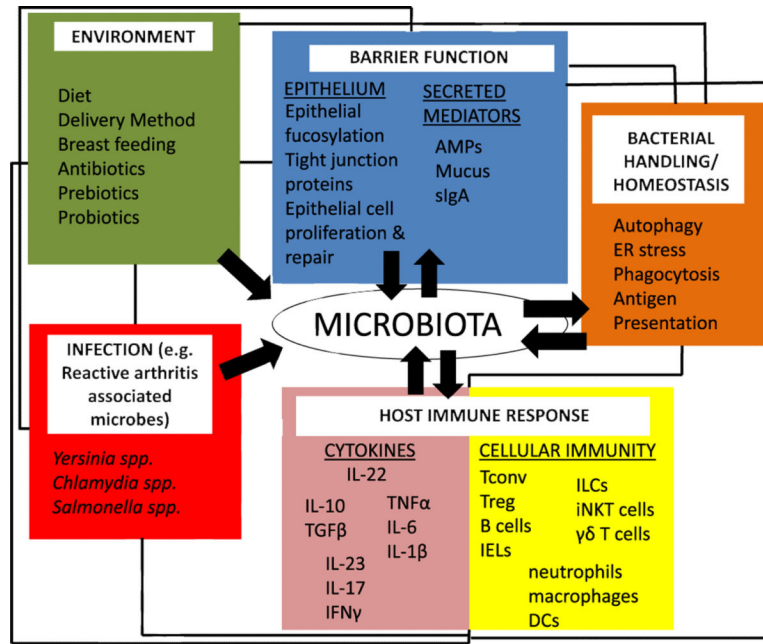 ENVIRONMENT
Diet
Delivery Method
Breast feeding
Antibiotics
Prebiotics
Probiotics
BARRIER FUNCTION
EPITHELIUM
Epithelial
fucosylation
Tight junction
proteins
Epithelial cell
proliferation &
repair
SECRETED
MEDIATORS
AMPs
Mucus
sIgA
BACTERIAL
HANDLING/
HOMEOSTASIS
Autophagy
ER stress
Phagocytosis
Antigen
Presentation
MICROBIOTA
INFECTION (e.g.
Reactive arthritis
associated
microbes)
Yersinia spp.
Chlamydia spp.
Salmonella spp.
HOST IMMUNE RESPONSE
CYTOKINES
IL-22
IL-10
TGFβ
TNFα
IL-6
IL-1β
IL-23
IL-17
IFNγ
CELLULAR IMMUNITY
Tconv
Treg
B cells
IELs
ILCs
iNKT cells
γδ T cells
neutrophils
macrophages
DCs